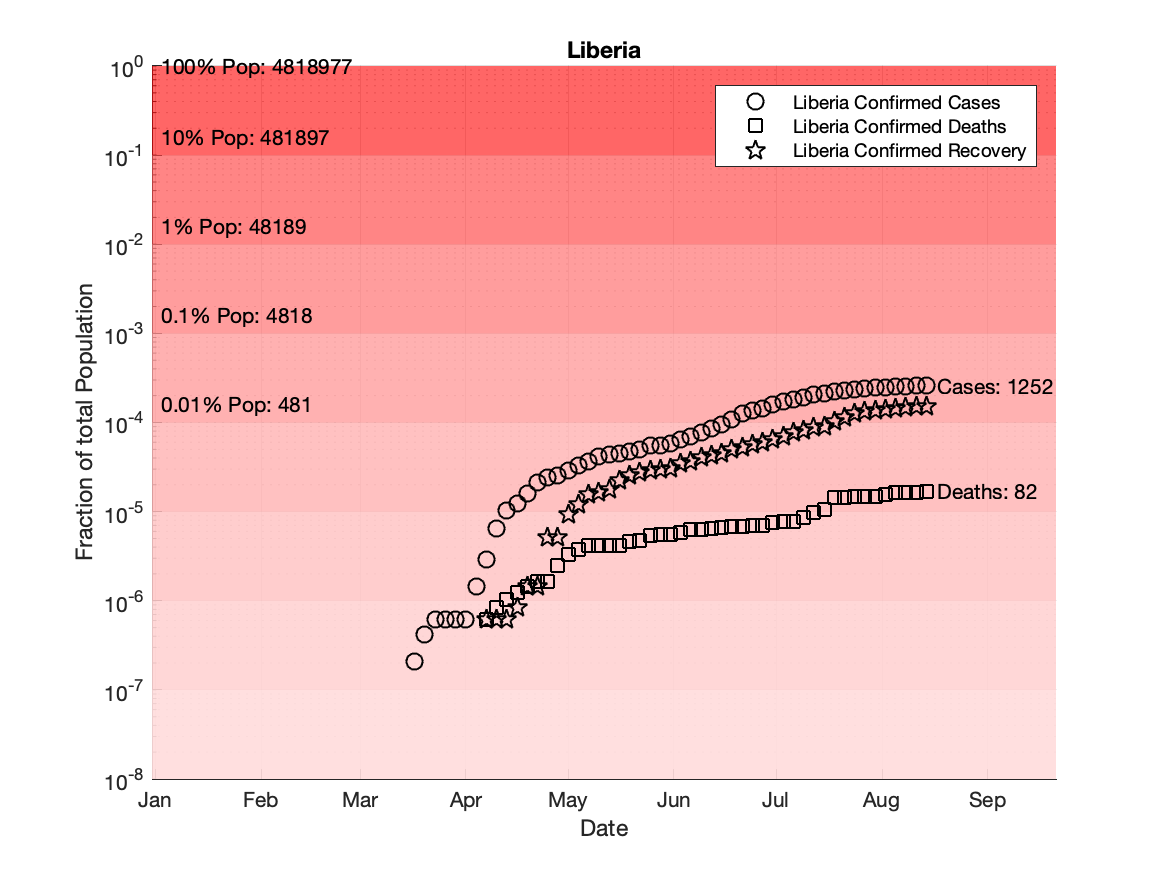 Liberia
10^0
100% Pop: 4818977
Liberia Confirmed Cases
Liberia Confirmed Deaths
Liberia Confirmed Recovery
10% Pop: 481897
10^-1
1% Pop: 48189
10^-2
0.1% Pop: 4818
10^-3
Cases: 1252
0.01% Pop: 481
10^-4
Deaths: 82
10^-5
10^-6
10^-7
10^-8
Fraction of total Population
Jan Feb Mar Apr May Jun Jul Aug Sep
Date